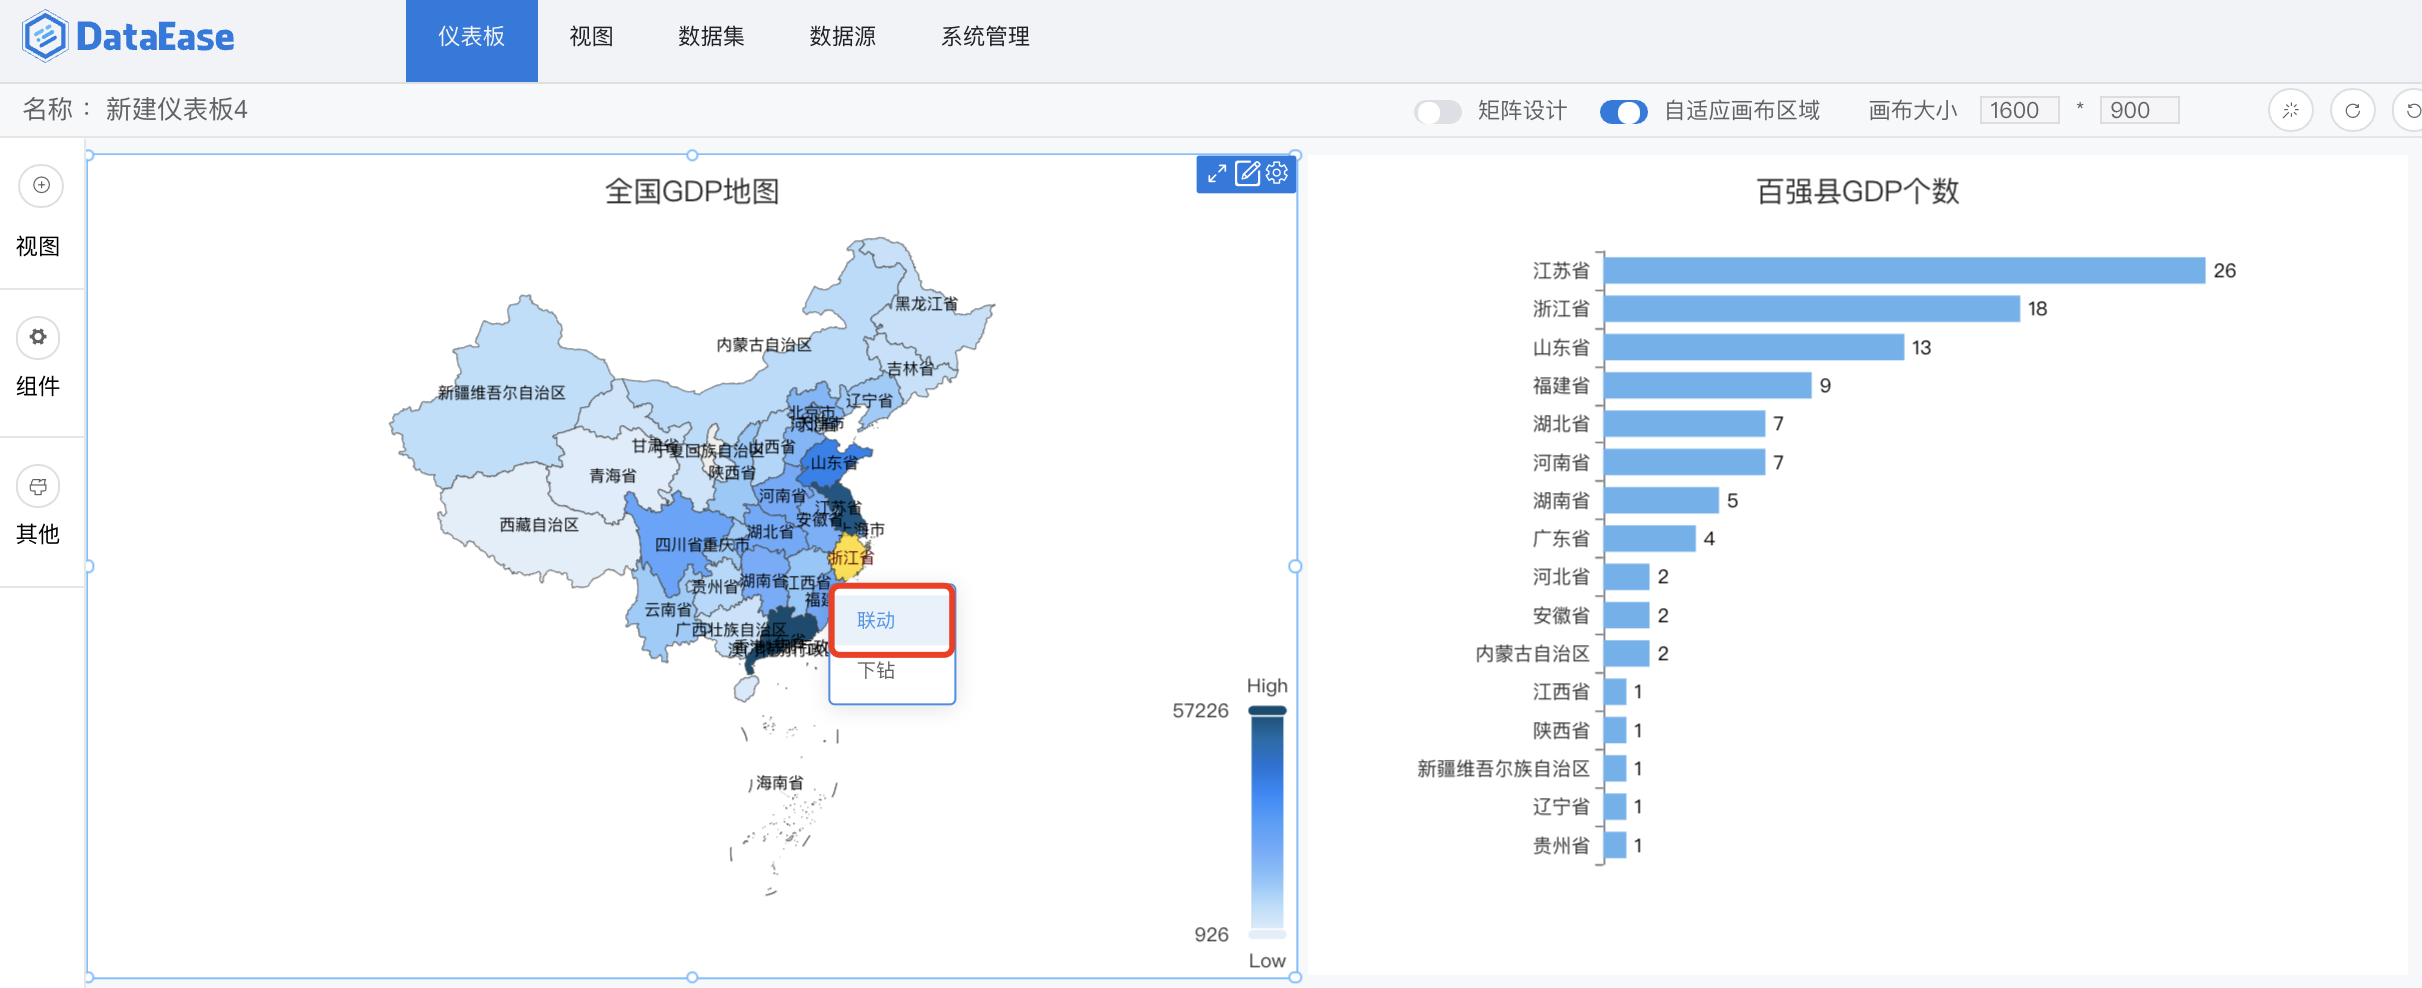 DataEase
仪表板 视图 数据集 数据源 系统管理
名称： 新建仪表板4
矩阵设计 自适应画布区域 画布大小 1600 * 900
视图
组件
其他
全国GDP地图
黑龙江省
内蒙古自治区
吉林省
新疆维吾尔自治区
辽宁省
北京市
甘肃省
宁夏回族自治区
山西省
山东省
陕西省
青海省
河南省
江苏省
西藏自治区
安徽省
上海市
湖北省
四川省
重庆市
浙江省
湖南省
江西省
贵州省
云南省
广西壮族自治区
海南省
联动
下钻
High
57226
926
Low
百强县GDP个数
江苏省 26
浙江省 18
山东省 13
福建省 9
湖北省 7
河南省 7
湖南省 5
广东省 4
河北省 2
安徽省 2
内蒙古自治区 2
江西省 1
陕西省 1
新疆维吾尔族自治区 1
辽宁省 1
贵州省 1